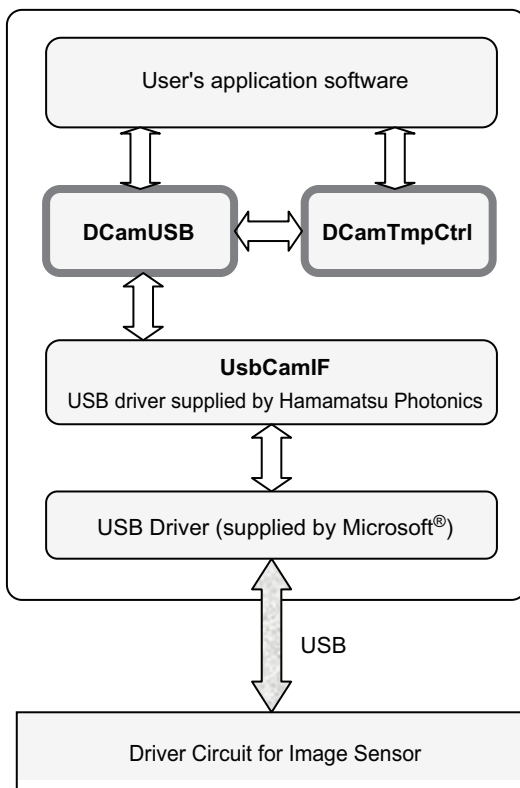 User's application software
DCamUSB
DCamTmpCtrl
UsbCamIF
USB driver supplied by Hamamatsu Photonics
USB Driver (supplied by Microsoft®)
USB
Driver Circuit for Image Sensor